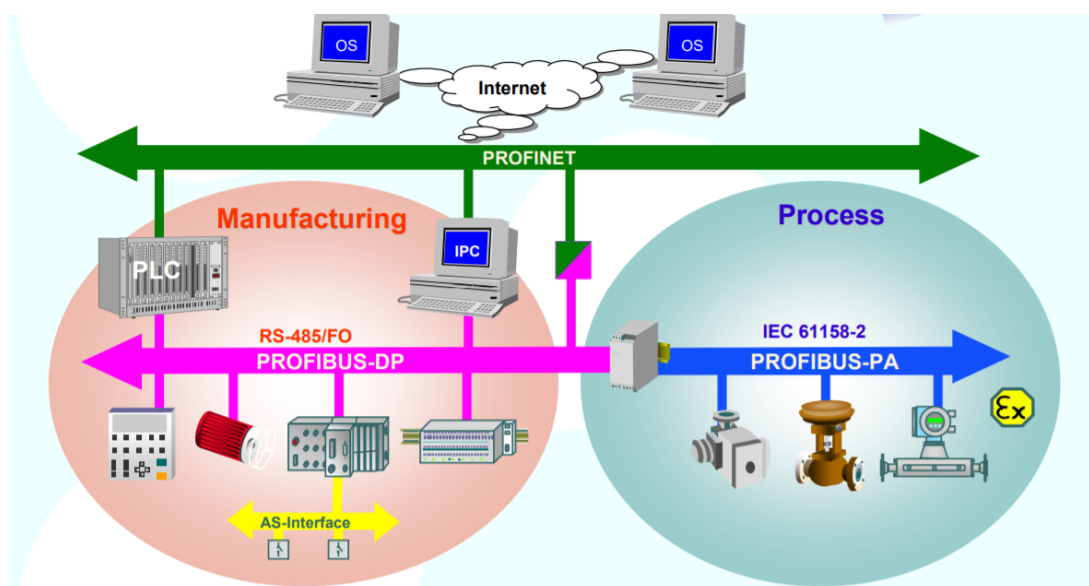 OS
OS
Internet
PROFINET
Manufacturing
Process
PLC
IPC
RS-485/FO
IEC 61158-2
PROFIBUS-DP
PROFIBUS-PA
Ex
AS-Interface